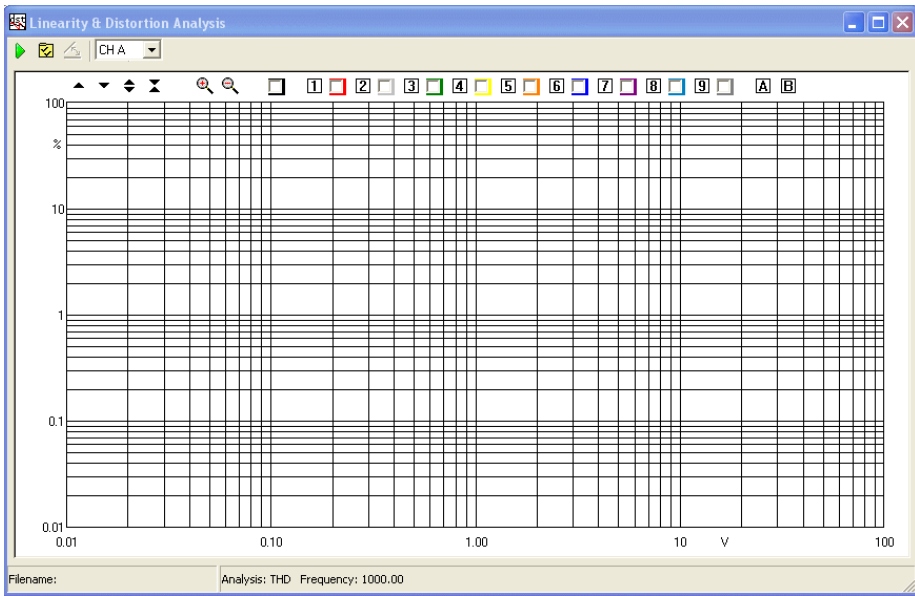 dst Linearity & Distortion Analysis
CH A
1 2 3 4 5 6 7 8 9 A B
100
%
10
1
0.1
0.01
0.01 0.10 1.00 10 V 100
Filename: Analysis: THD Frequency: 1000.00